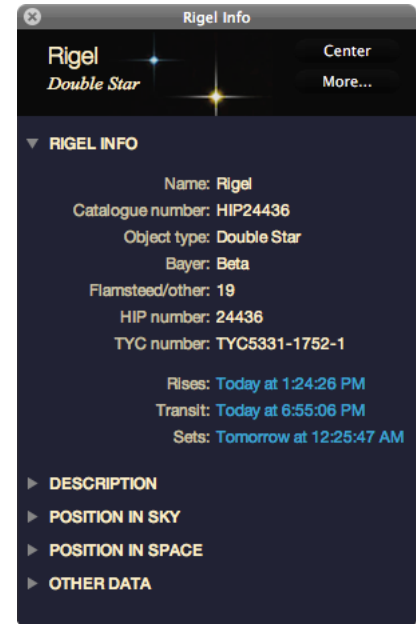 Rigel Info
Rigel
Center
Double Star
More...
RIGEL INFO
Name: Rigel
Catalogue number: HIP24436
Object type: Double Star
Bayer: Beta
Flamsteed/other: 19
HIP number: 24436
TYC number: TYC5331-1752-1
Rises: Today at 1:24:26 PM
Transit: Today at 6:55:06 PM
Sets: Tomorrow at 12:25:47 AM
DESCRIPTION
POSITION IN SKY
POSITION IN SPACE
OTHER DATA